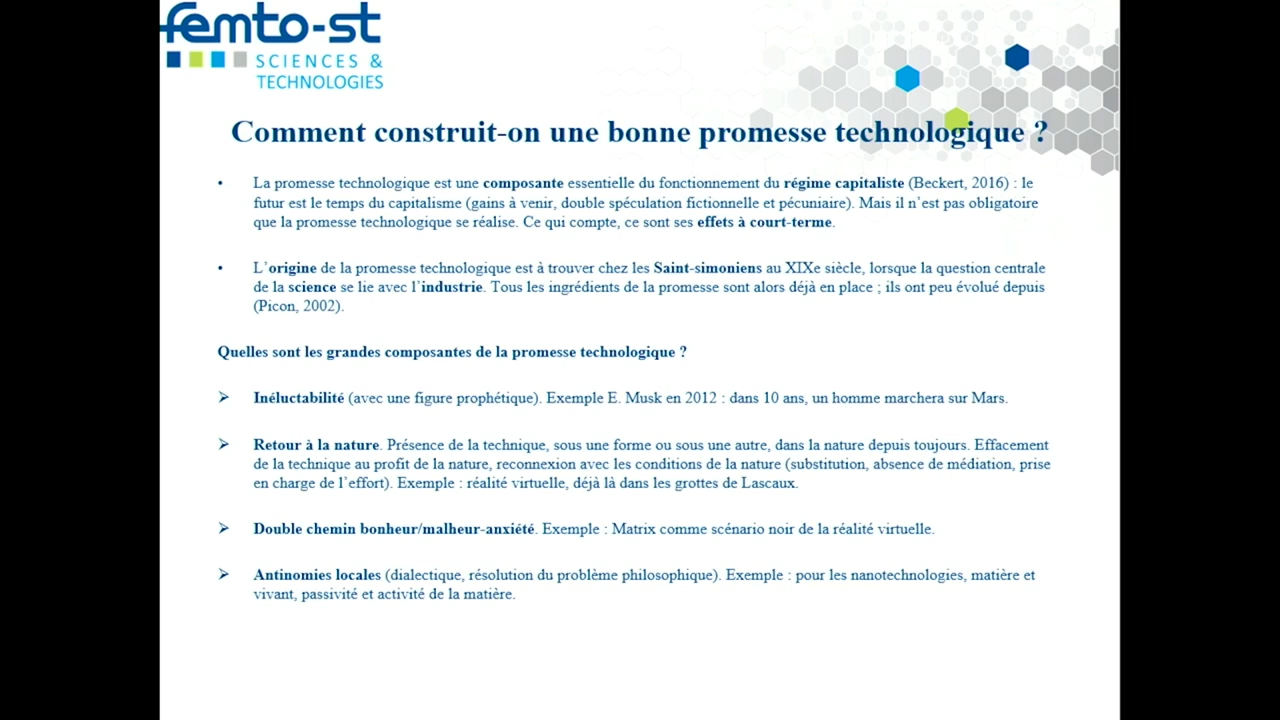 femto-st
SCIENCES &
TECHNOLOGIES
Comment construit-on une bonne promesse technologique ?
• La promesse technologique est une composante essentielle du fonctionnement du régime capitaliste (Beckert, 2016) : le
futur est le temps du capitalisme (gains à venir, double spéculation fictionnelle et pécuniaire). Mais il n'est pas obligatoire
que la promesse technologique se réalise. Ce qui compte, ce sont ses effets à court-terme.
• L'origine de la promesse technologique est à trouver chez les Saint-simoniens au XIXe siècle, lorsque la question centrale
de la science se lie avec l'industrie. Tous les ingrédients de la promesse sont alors déjà en place ; ils ont peu évolué depuis
(Picon, 2002).
Quelles sont les grandes composantes de la promesse technologique ?
➢ Inéluctabilité (avec une figure prophétique). Exemple E. Musk en 2012 : dans 10 ans, un homme marchera sur Mars.
➢ Retour à la nature. Présence de la technique, sous une forme ou sous une autre, dans la nature depuis toujours. Effacement
de la technique au profit de la nature, reconnexion avec les conditions de la nature (substitution, absence de médiation, prise
en charge de l'effort). Exemple : réalité virtuelle, déjà là dans les grottes de Lascaux.
➢ Double chemin bonheur/malheur-anxiété. Exemple : Matrix comme scénario noir de la réalité virtuelle.
➢ Antinomies locales (dialectique, résolution du problème philosophique). Exemple : pour les nanotechnologies, matière et
vivant, passivité et activité de la matière.